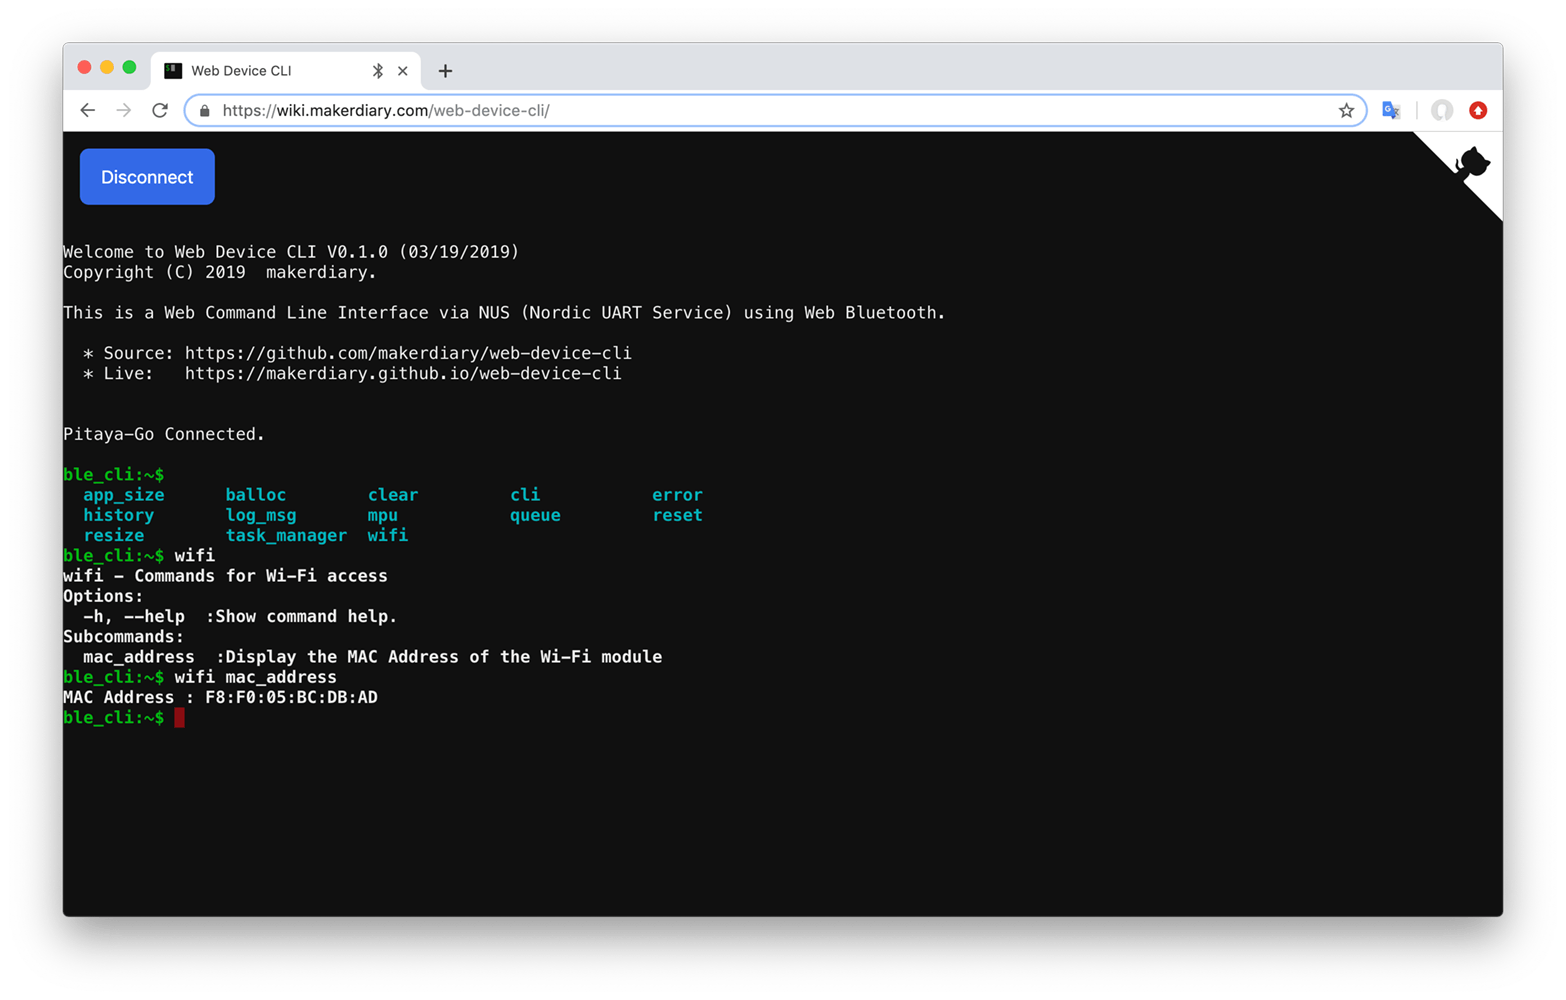 Web Device CLI
https://wiki.makerdiary.com/web-device-cli/
Disconnect
Welcome to Web Device CLI V0.1.0 (03/19/2019)
Copyright (C) 2019  makerdiary.
This is a Web Command Line Interface via NUS (Nordic UART Service) using Web Bluetooth.
* Source: https://github.com/makerdiary/web-device-cli
* Live:   https://makerdiary.github.io/web-device-cli
Pitaya-Go Connected.
ble_cli:~$
app_size      balloc        clear         cli           error
history       log_msg       mpu           queue         reset
resize        task_manager  wifi
ble_cli:~$ wifi
wifi - Commands for Wi-Fi access
Options:
-h, --help  :Show command help.
Subcommands:
mac_address  :Display the MAC Address of the Wi-Fi module
ble_cli:~$ wifi mac_address
MAC Address : F8:F0:05:BC:DB:AD
ble_cli:~$